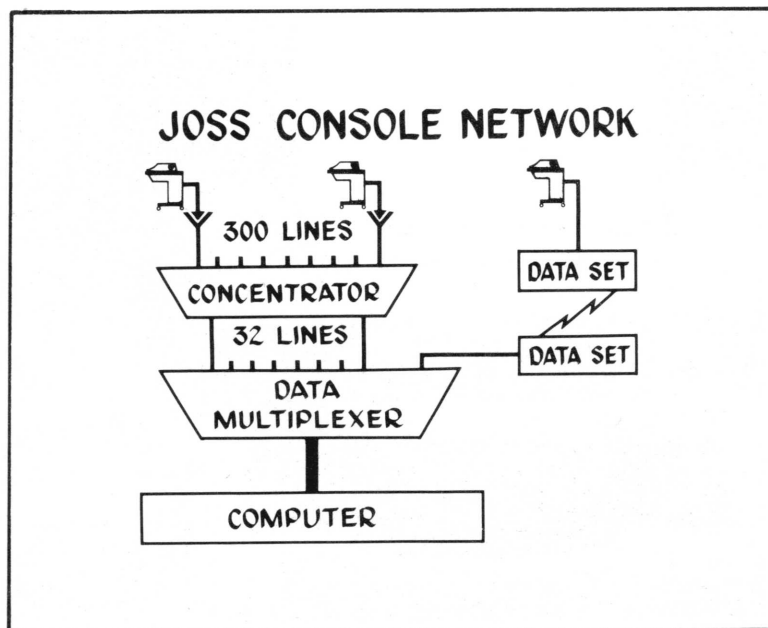 JOSS CONSOLE NETWORK
300 LINES
CONCENTRATOR
32 LINES
DATA
MULTIPLEXER
COMPUTER
DATA SET
DATA SET